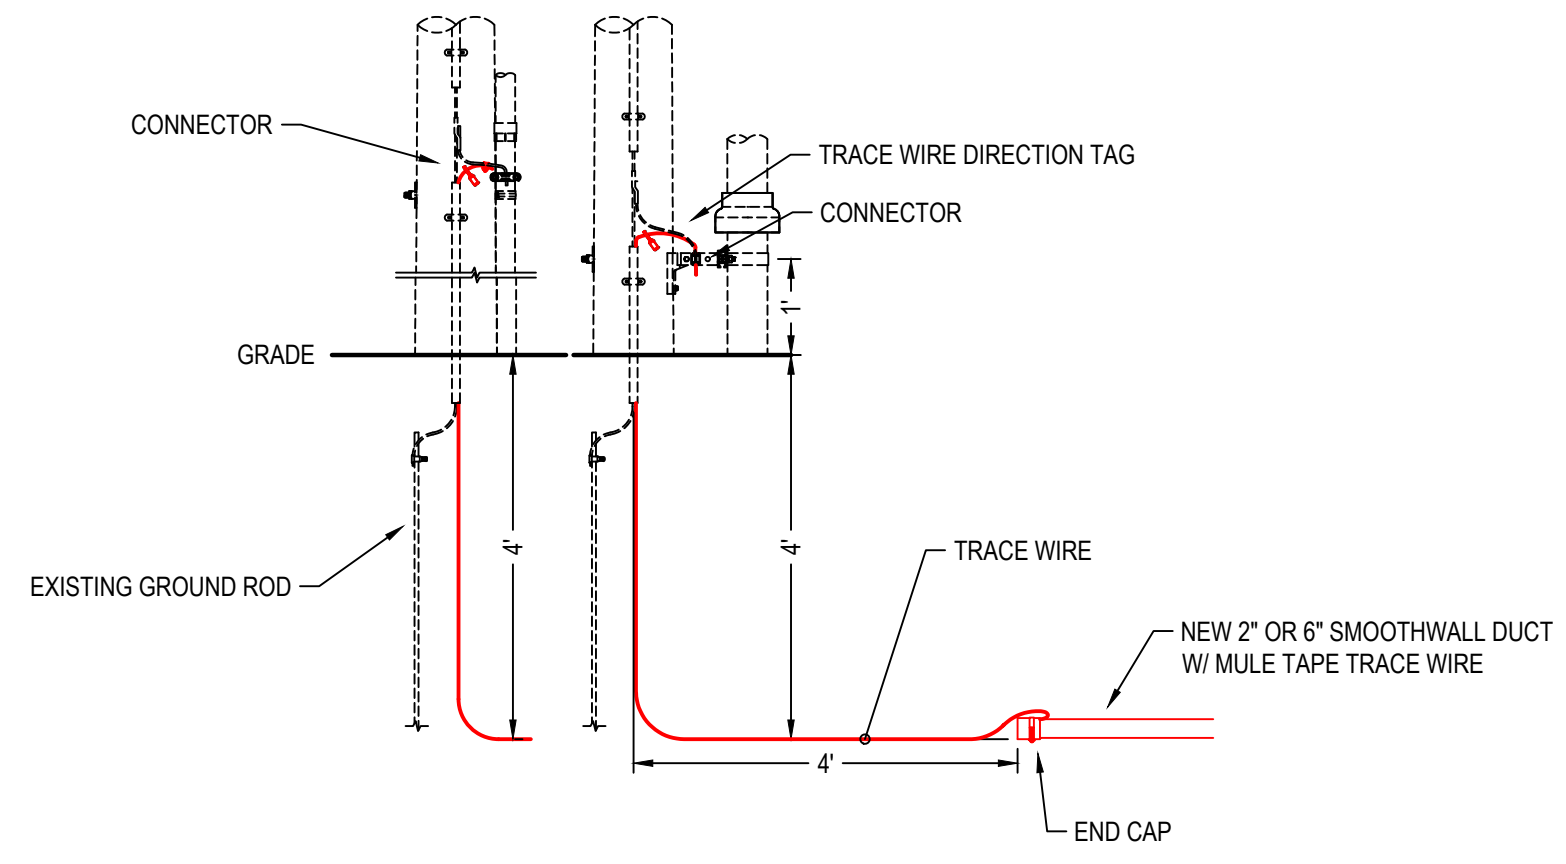 CONNECTOR
TRACE WIRE DIRECTION TAG
CONNECTOR
1'
GRADE
4'
4'
TRACE WIRE
EXISTING GROUND ROD
NEW 2" OR 6" SMOOTHWALL DUCT
W/ MULE TAPE TRACE WIRE
4'
END CAP